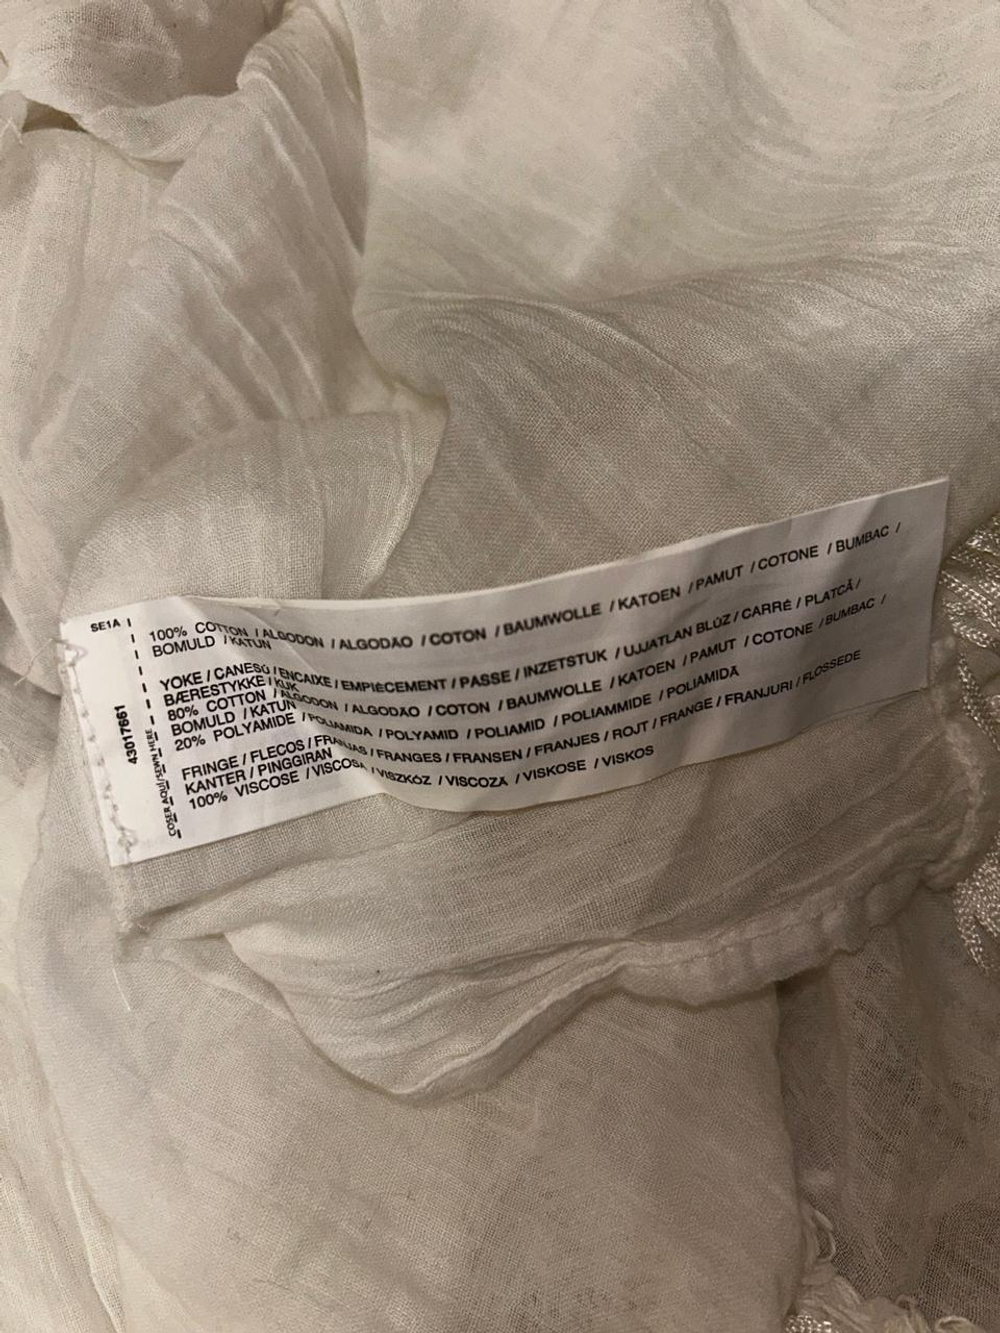 SE1A
43017661
COSER AQUÍ/SEWN HERE
100% COTTON / ALGODON / ALGODAO / COTON / BAUMWOLLE / KATOEN / PAMUT / COTONE / BUMBAC /
BOMULD / KATUN
YOKE / CANESÚ / ENCAIXE / EMPIÈCEMENT / PASSE / INZETSTUK / UJJATLAN BLÚZ / CARRÉ / PLATCĂ /
BÆRESTYKKE / KUK
80% COTTON / ALGODON / ALGODAO / COTON / BAUMWOLLE / KATOEN / PAMUT / COTONE / BUMBAC /
BOMULD / KATUN
20% POLYAMIDE / POLIAMIDA / POLYAMID / POLIAMID / POLIAMMIDE / POLIAMIDĂ
FRINGE / FLECOS / FRANJAS / FRANGES / FRANSEN / FRANJES / ROJT / FRANGE / FRANJURI / FLOSSEDE
KANTER / PINGGIRAN
100% VISCOSE / VISCOSA / VISZKÓZ / VISCOZĂ / VISKOSE / VISKOS